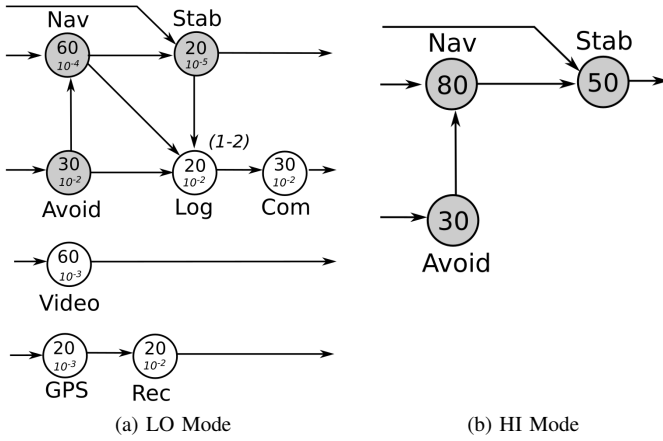 Nav
Stab
60
10-4
20
10-5
(1-2)
30
10-2
20
10-2
30
10-2
Avoid
Log
Com
60
10-3
Video
20
10-3
20
10-2
GPS
Rec
(a) LO Mode
Nav
Stab
80
50
30
Avoid
(b) HI Mode